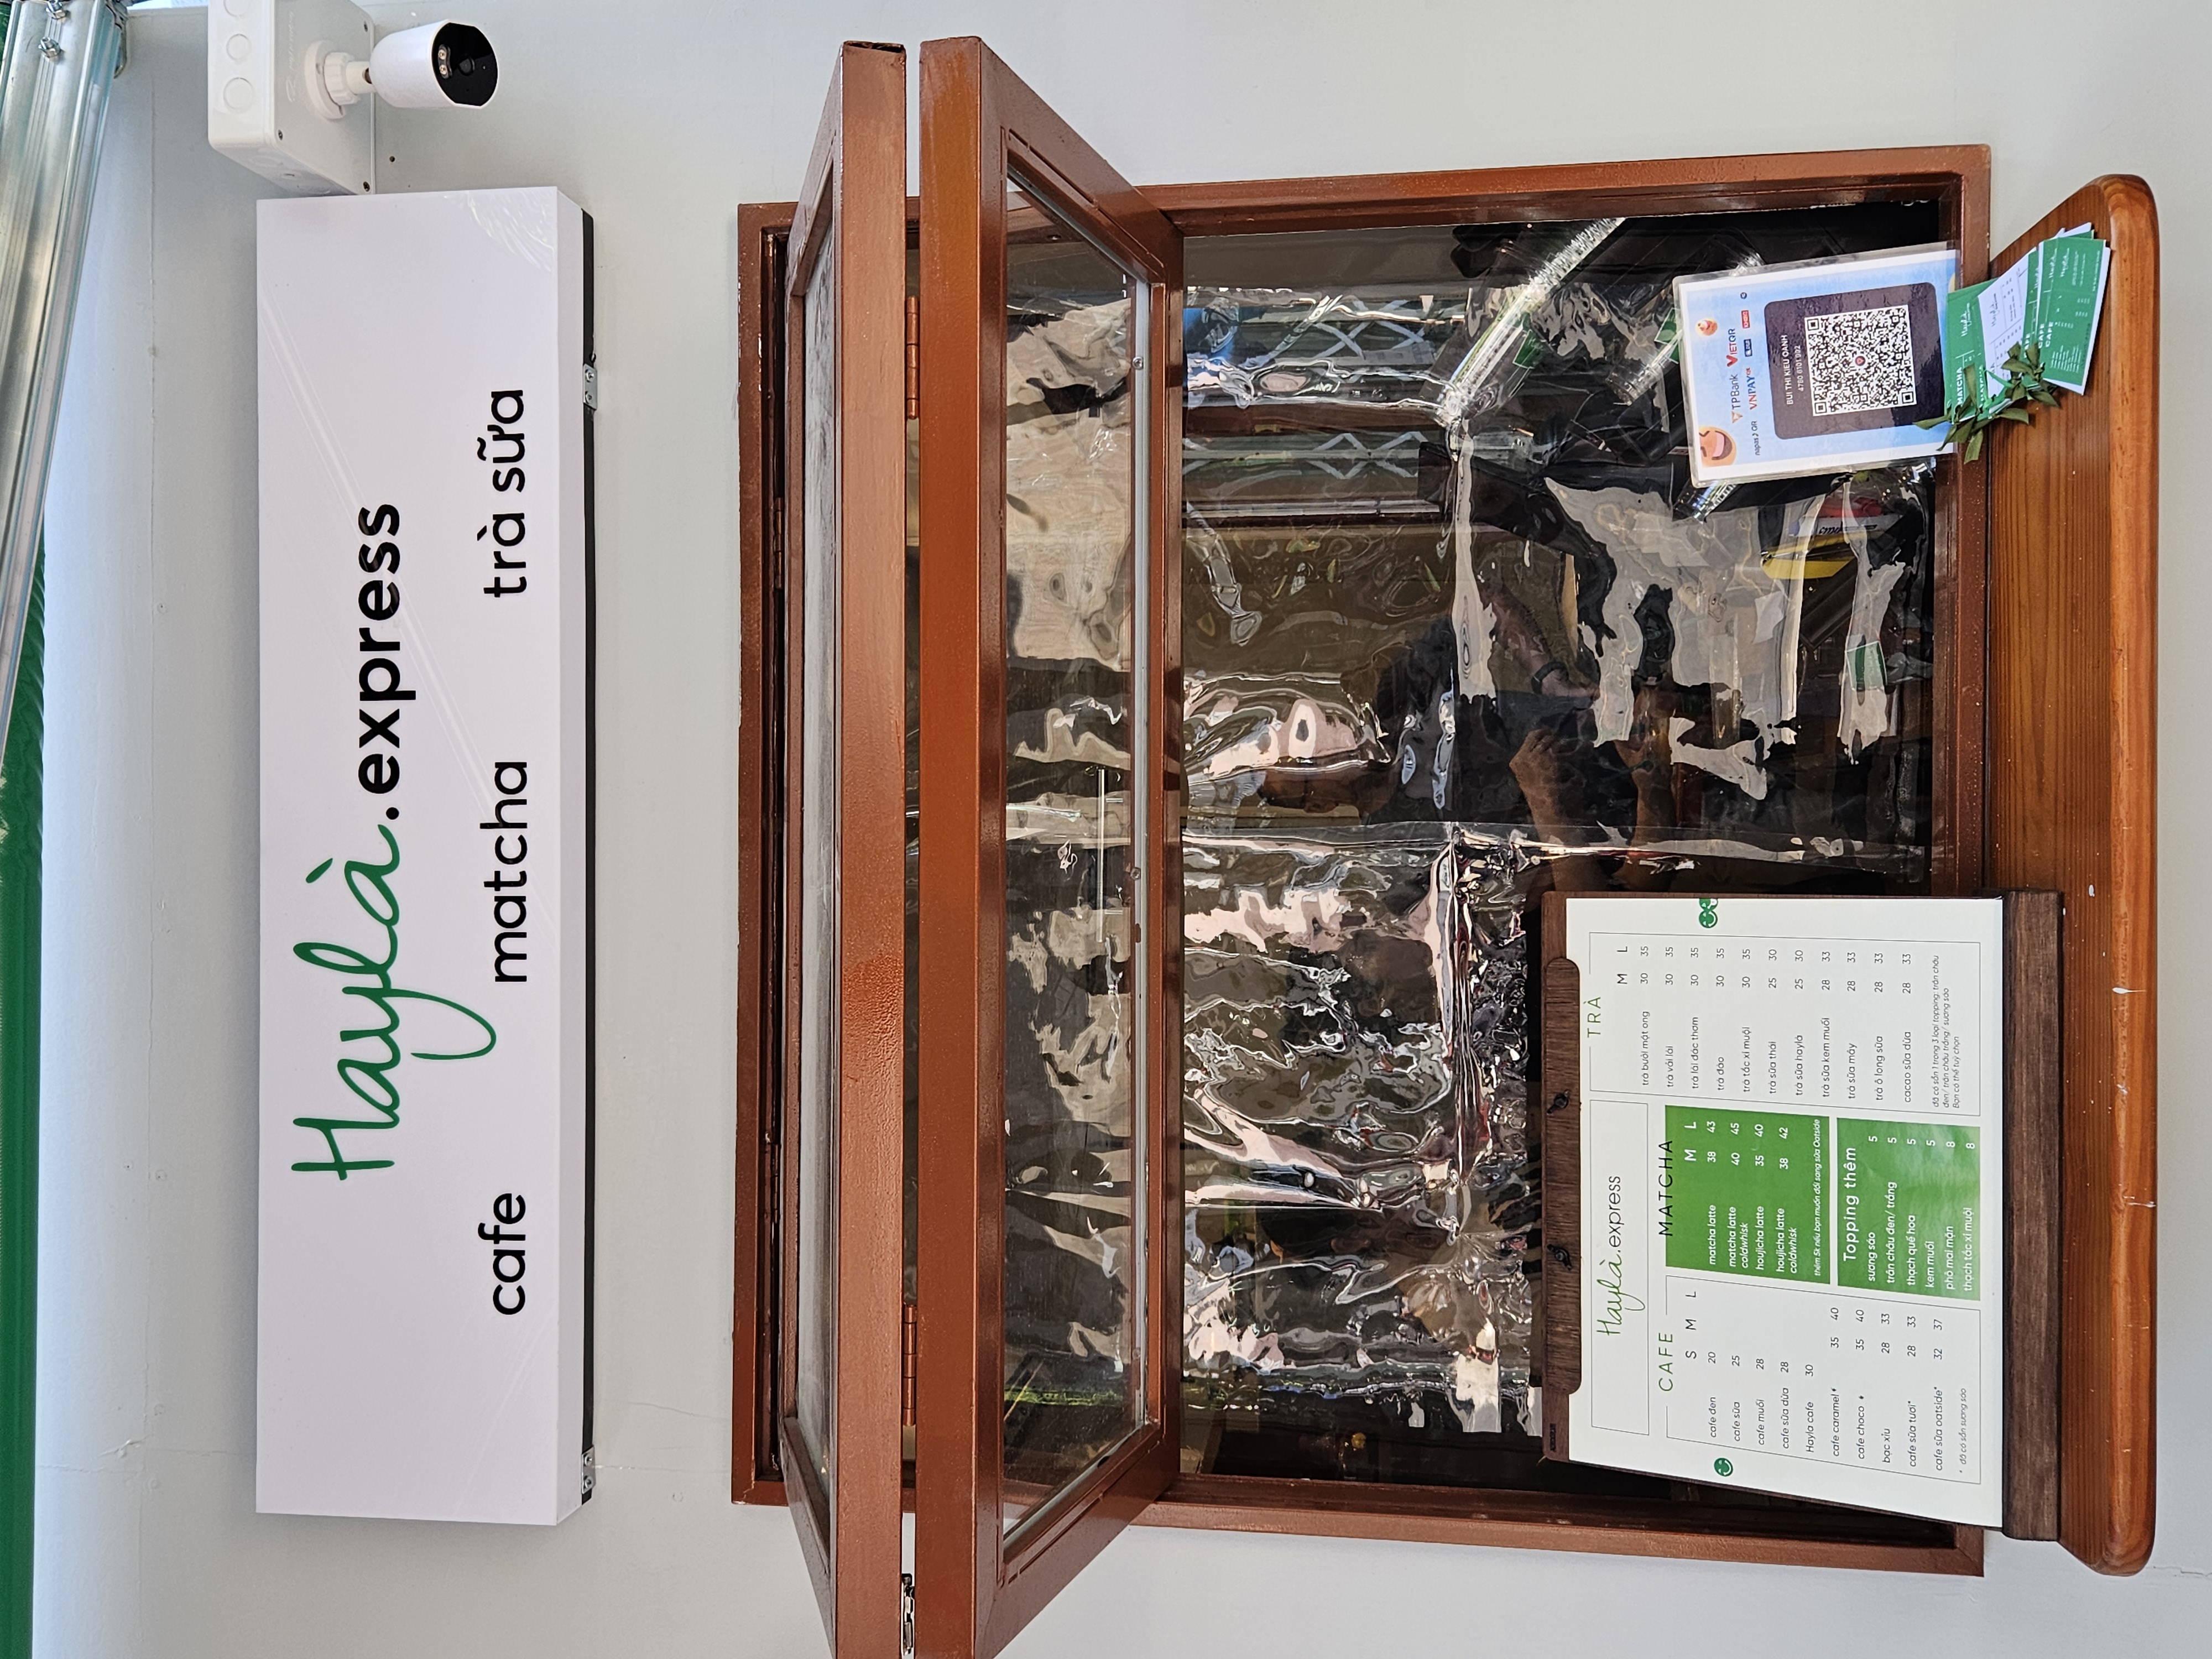 Haylà.express
cafe matcha trà sữa
Haylà.express
CAFE
S M L
cafe đen 20
cafe sữa 25
cafe muối 28
cafe sữa dừa 28
Hayla cafe 30
cafe caramel* 35 40
cafe choco * 35 40
bạc xỉu 28 33
cafe sữa tươi* 28 33
cafe sữa oatside* 32 37
* đã có sẵn sương sáo
MATCHA
M L
matcha latte 38 43
matcha latte
coldwhisk 40 45
houjicha latte 35 40
houjicha latte
coldwhisk 38 42
thêm 5k nếu bạn muốn đổi sang sữa Oatside
Topping thêm
sương sáo 5
trân châu đen/ trắng 5
thạch quế hoa 5
kem muối 5
phô mai mặn 8
thạch tắc xí muội 8
TRÀ
M L
trà bưởi mật ong 30 35
trà vải lài 30 35
trà lài đác thơm 30 35
trà đào 30 35
trà tắc xí muội 30 35
trà sữa thái 25 30
trà sữa haylà 25 30
trà sữa kem muối 28 33
trà sữa mây 28 33
trà ô long sữa 28 33
cacao sữa dừa 28 33
đã có sẵn 1 trong 3 loại topping: trân châu
đen/ trân châu trắng/ sương sáo
Bạn có thể tuỳ chọn
TPBank VIETQR
napas QR VNPAY
BUI THI KIEU OANH
4780 6101 992
MATCHA
CAFE